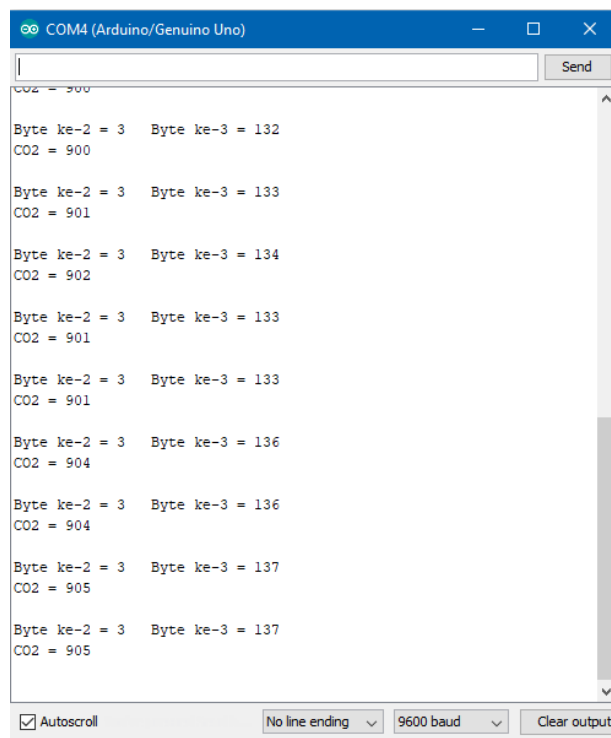 COM4 (Arduino/Genuino Uno)
Send
CO2 = 900
Byte ke-2 = 3   Byte ke-3 = 132
CO2 = 900
Byte ke-2 = 3   Byte ke-3 = 133
CO2 = 901
Byte ke-2 = 3   Byte ke-3 = 134
CO2 = 902
Byte ke-2 = 3   Byte ke-3 = 133
CO2 = 901
Byte ke-2 = 3   Byte ke-3 = 133
CO2 = 901
Byte ke-2 = 3   Byte ke-3 = 136
CO2 = 904
Byte ke-2 = 3   Byte ke-3 = 136
CO2 = 904
Byte ke-2 = 3   Byte ke-3 = 137
CO2 = 905
Byte ke-2 = 3   Byte ke-3 = 137
CO2 = 905
Autoscroll No line ending 9600 baud Clear output